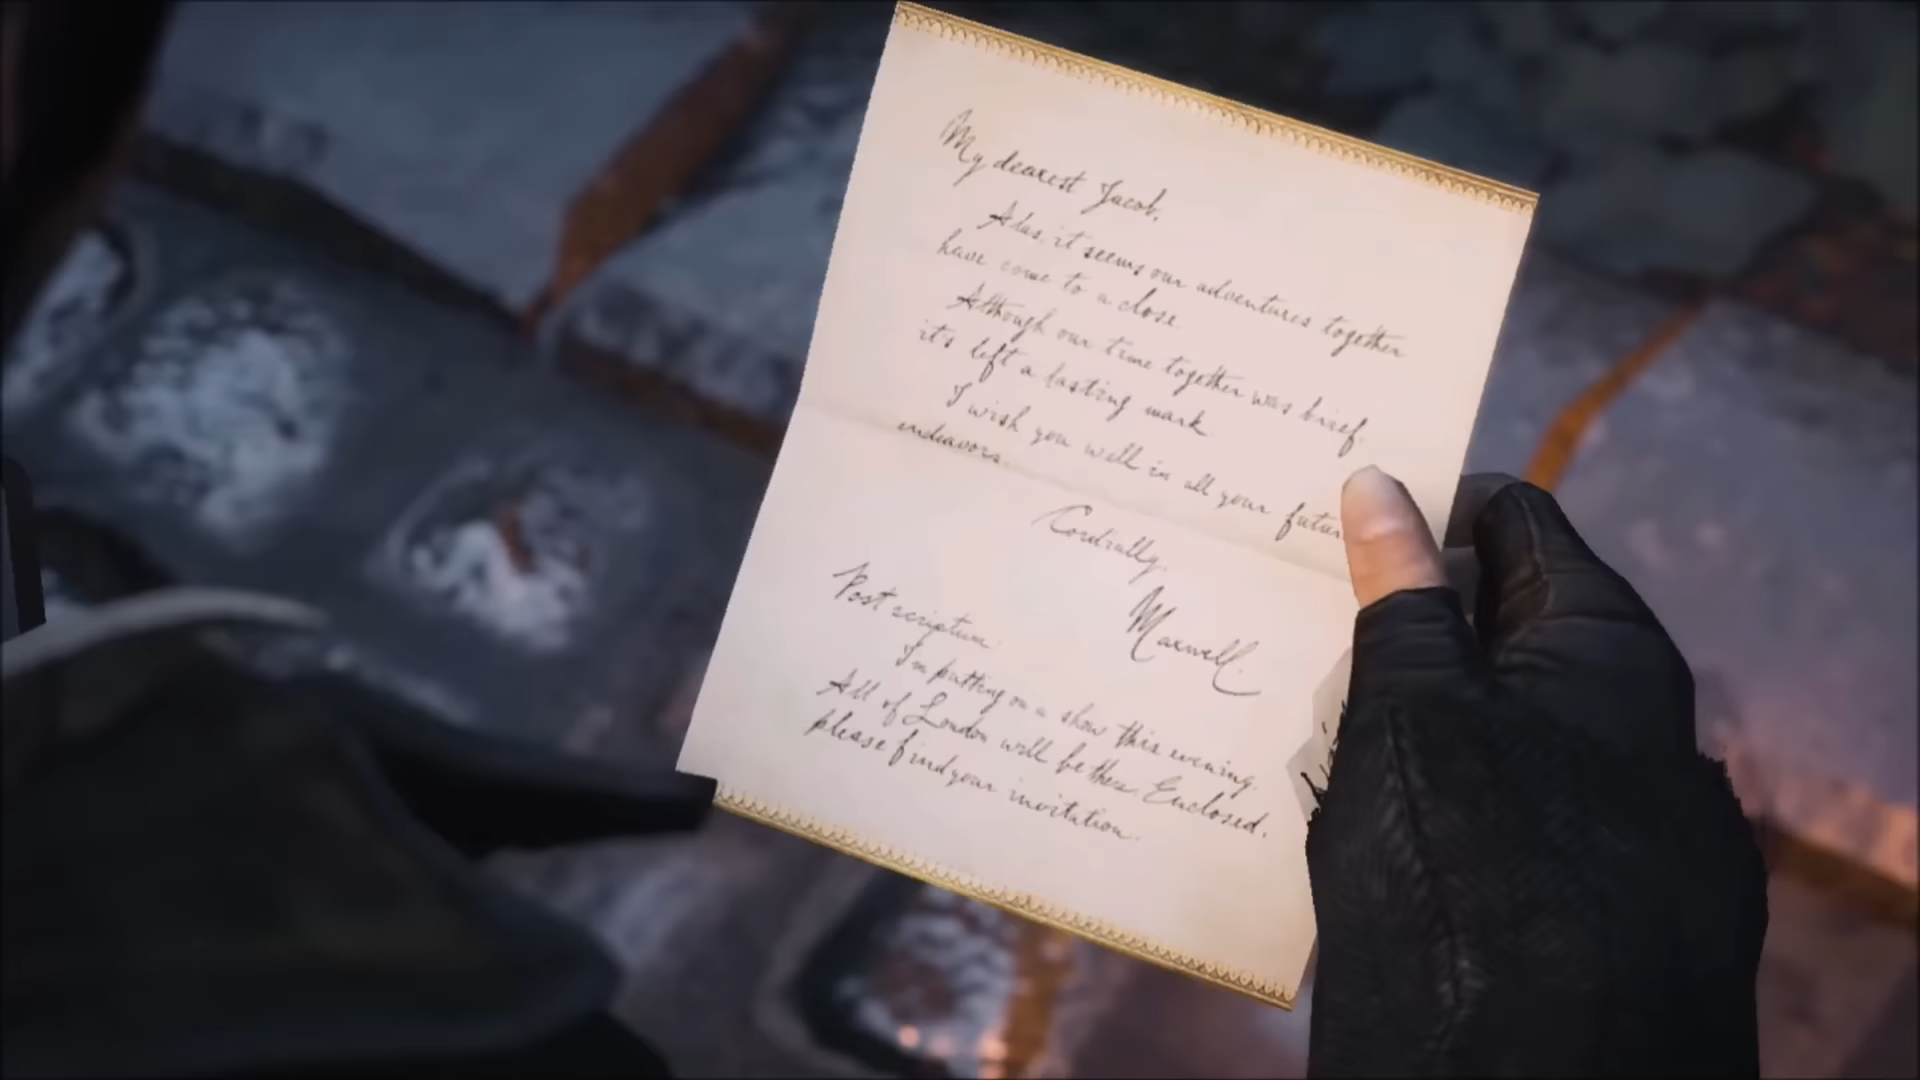 My dearest Jacob,
Alas, it seems our adventures together
have come to a close.
Although our time together was brief,
it's left a lasting mark.
I wish you well in all your futur
endeavors.
Cordially,
Maxwell.
Post scriptum:
I'm putting on a show this evening.
All of London will be there. Enclosed,
please find your invitation.